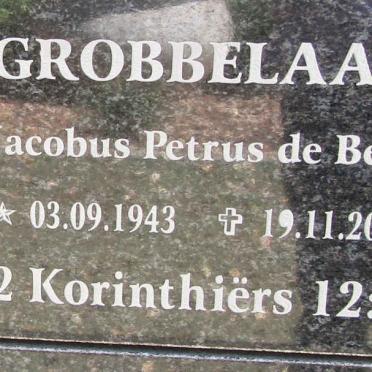 GROBBELAA
acobus Petrus de Be
03.09.1943 19.11.20
2 Korinthiërs 12: